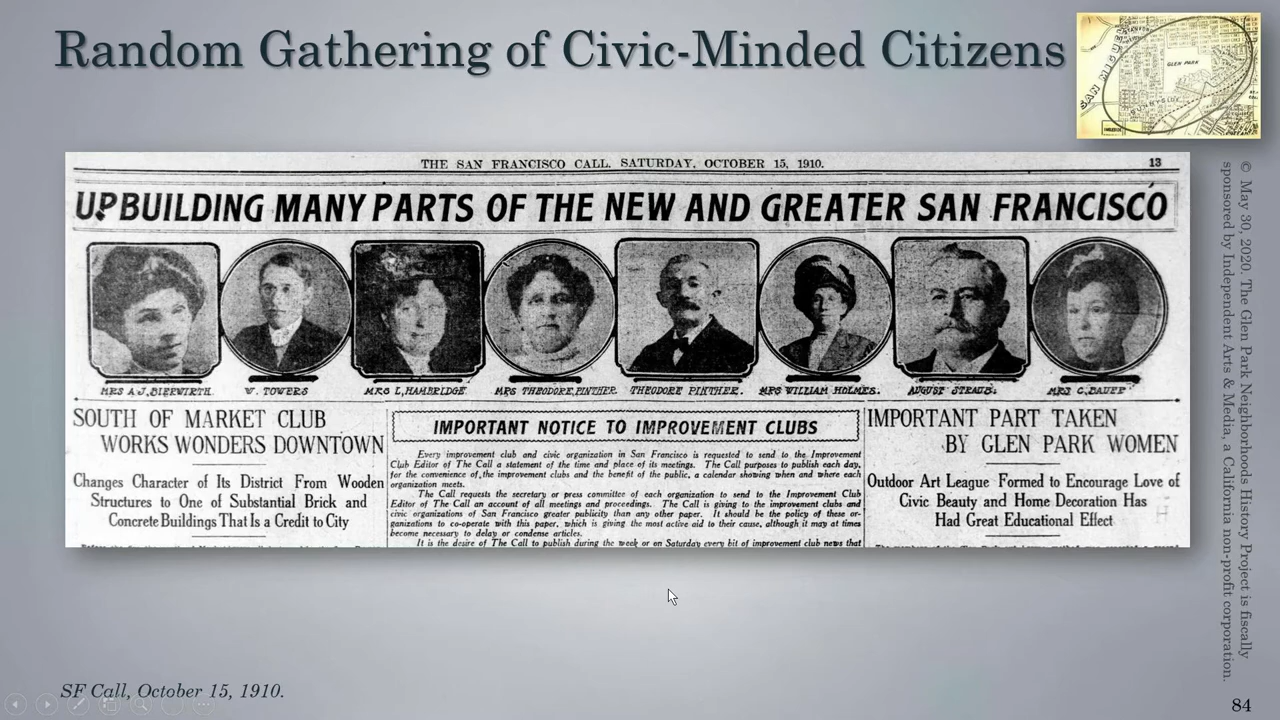 Random Gathering of Civic-Minded Citizens
GLEN PARK
SUNNYSIDE
THE SAN FRANCISCO CALL, SATURDAY, OCTOBER 15, 1910.
13
UPBUILDING MANY PARTS OF THE NEW AND GREATER SAN FRANCISCO
MRS A.J. BIERWIRTH.
W. TOWERS
MRS L, HAMBRIDGE.
MRS THEODORE, PINTHER.
THEODORE PINTHER.
MRS WILLIAM HOLMES.
AUGUST STRAUB.
MRS C, BAUER
SOUTH OF MARKET CLUB
WORKS WONDERS DOWNTOWN
Changes Character of Its District From Wooden
Structures to One of Substantial Brick and
Concrete Buildings That Is a Credit to City
IMPORTANT NOTICE TO IMPROVEMENT CLUBS
Every improvement club and civic organization in San Francisco is requested to send to the Improvement
Club Editor of The Call a statement of the time and place of its meetings. The Call purposes to publish each day,
for the convenience of the improvement clubs and the benefit of the public, a calendar showing when and where each
organization meets.
The Call requests the secretary or press committee of each organization to send to the Improvement Club
Editor of The Call an account of all meetings and proceedings. The Call is giving to the improvement clubs and
civic organizations of San Francisco greater publicity than any other paper. It should be the policy of these or-
ganizations to co-operate with this paper, which is giving the most active aid to their cause, although it may at times
become necessary to delay or condense articles.
It is the desire of The Call to publish during the week or on Saturday every bit of improvement club news that
IMPORTANT PART TAKEN
BY GLEN PARK WOMEN
Outdoor Art League Formed to Encourage Love of
Civic Beauty and Home Decoration Has
Had Great Educational Effect
© May 30, 2020. The Glen Park Neighborhoods History Project is fiscally
sponsored by Independent Arts & Media, a California non-profit corporation.
SF Call, October 15, 1910.
84